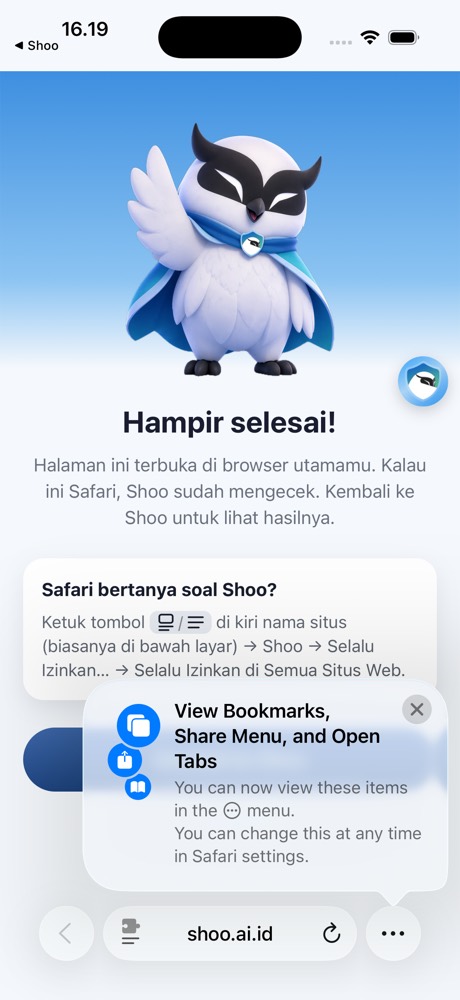 16.19
◀ Shoo
Hampir selesai!
Halaman ini terbuka di browser utamamu. Kalau
ini Safari, Shoo sudah mengecek. Kembali ke
Shoo untuk lihat hasilnya.
Safari bertanya soal Shoo?
Ketuk tombol / di kiri nama situs
(biasanya di bawah layar) → Shoo → Selalu
Izinkan... → Selalu Izinkan di Semua Situs Web.
View Bookmarks,
Share Menu, and Open
Tabs
You can now view these items
in the menu.
You can change this at any time
in Safari settings.
shoo.ai.id